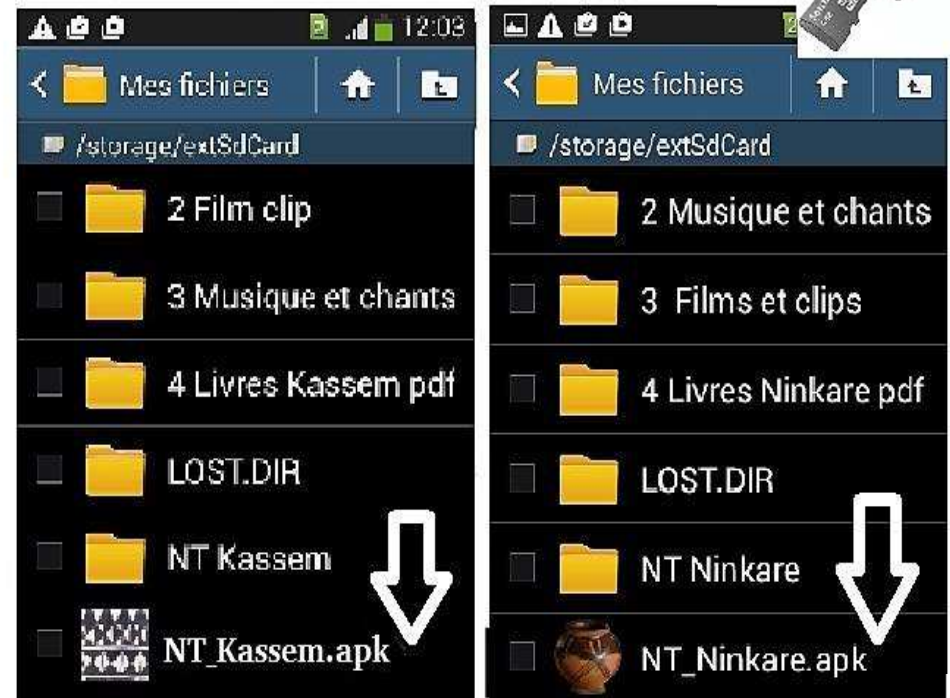 12:03
Mes fichiers
/storage/extSdCard
2 Film clip
3 Musique et chants
4 Livres Kassem pdf
LOST.DIR
NT Kassem
NT_Kassem.apk
Mes fichiers
/storage/extSdCard
2 Musique et chants
3 Films et clips
4 Livres Ninkare pdf
LOST.DIR
NT Ninkare
NT_Ninkare.apk